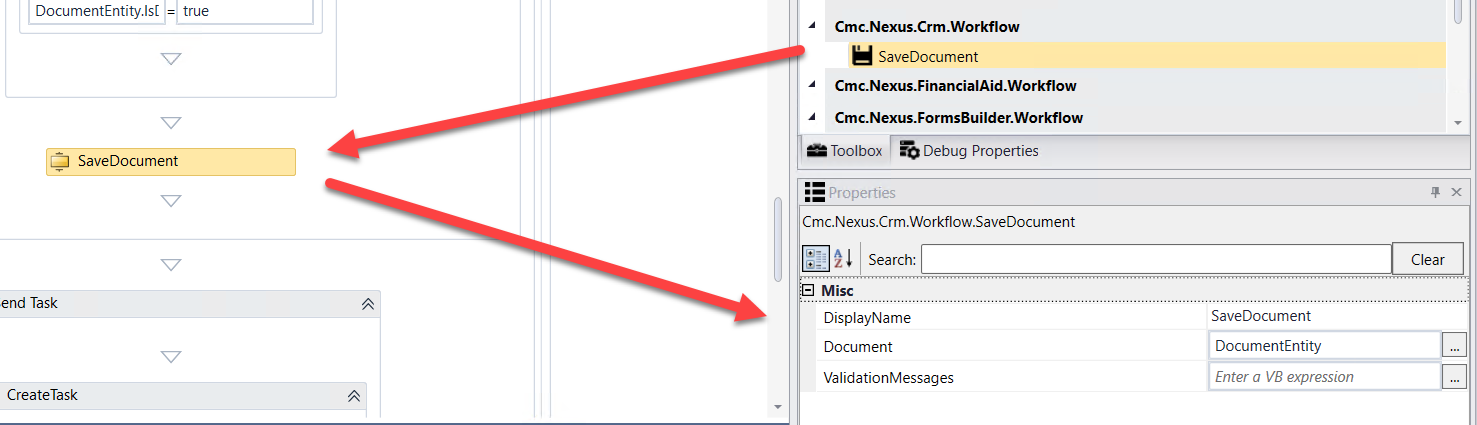 DocumentEntity.Is[ = true
SaveDocument
end Task
CreateTask
Cmc.Nexus.Crm.Workflow
SaveDocument
Cmc.Nexus.FinancialAid.Workflow
Cmc.Nexus.FormsBuilder.Workflow
Toolbox Debug Properties
Properties
Cmc.Nexus.Crm.Workflow.SaveDocument
A Z Search: Clear
Misc
DisplayName SaveDocument
Document DocumentEntity ...
ValidationMessages Enter a VB expression ...